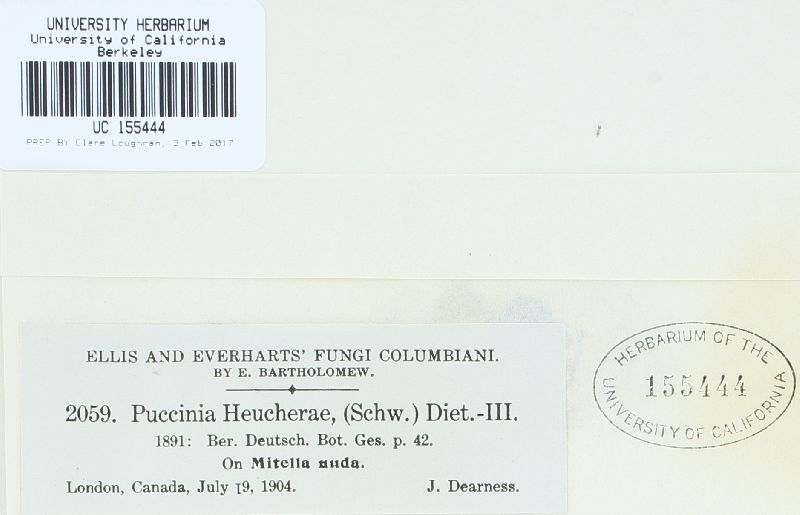 UNIVERSITY HERBARIUM
University of California
Berkeley
UC 155444
PREP BY Clare Loughran, 3 Feb 2017
ELLIS AND EVERHARTS' FUNGI COLUMBIANI.
BY E. BARTHOLOMEW.
2059. Puccinia Heucherae, (Schw.) Diet.-III.
1891: Ber. Deutsch. Bot. Ges. p. 42.
On Mitella nuda.
London, Canada, July 19, 1904. J. Dearness.
HERBARIUM OF THE
155444
UNIVERSITY OF CALIFORNIA